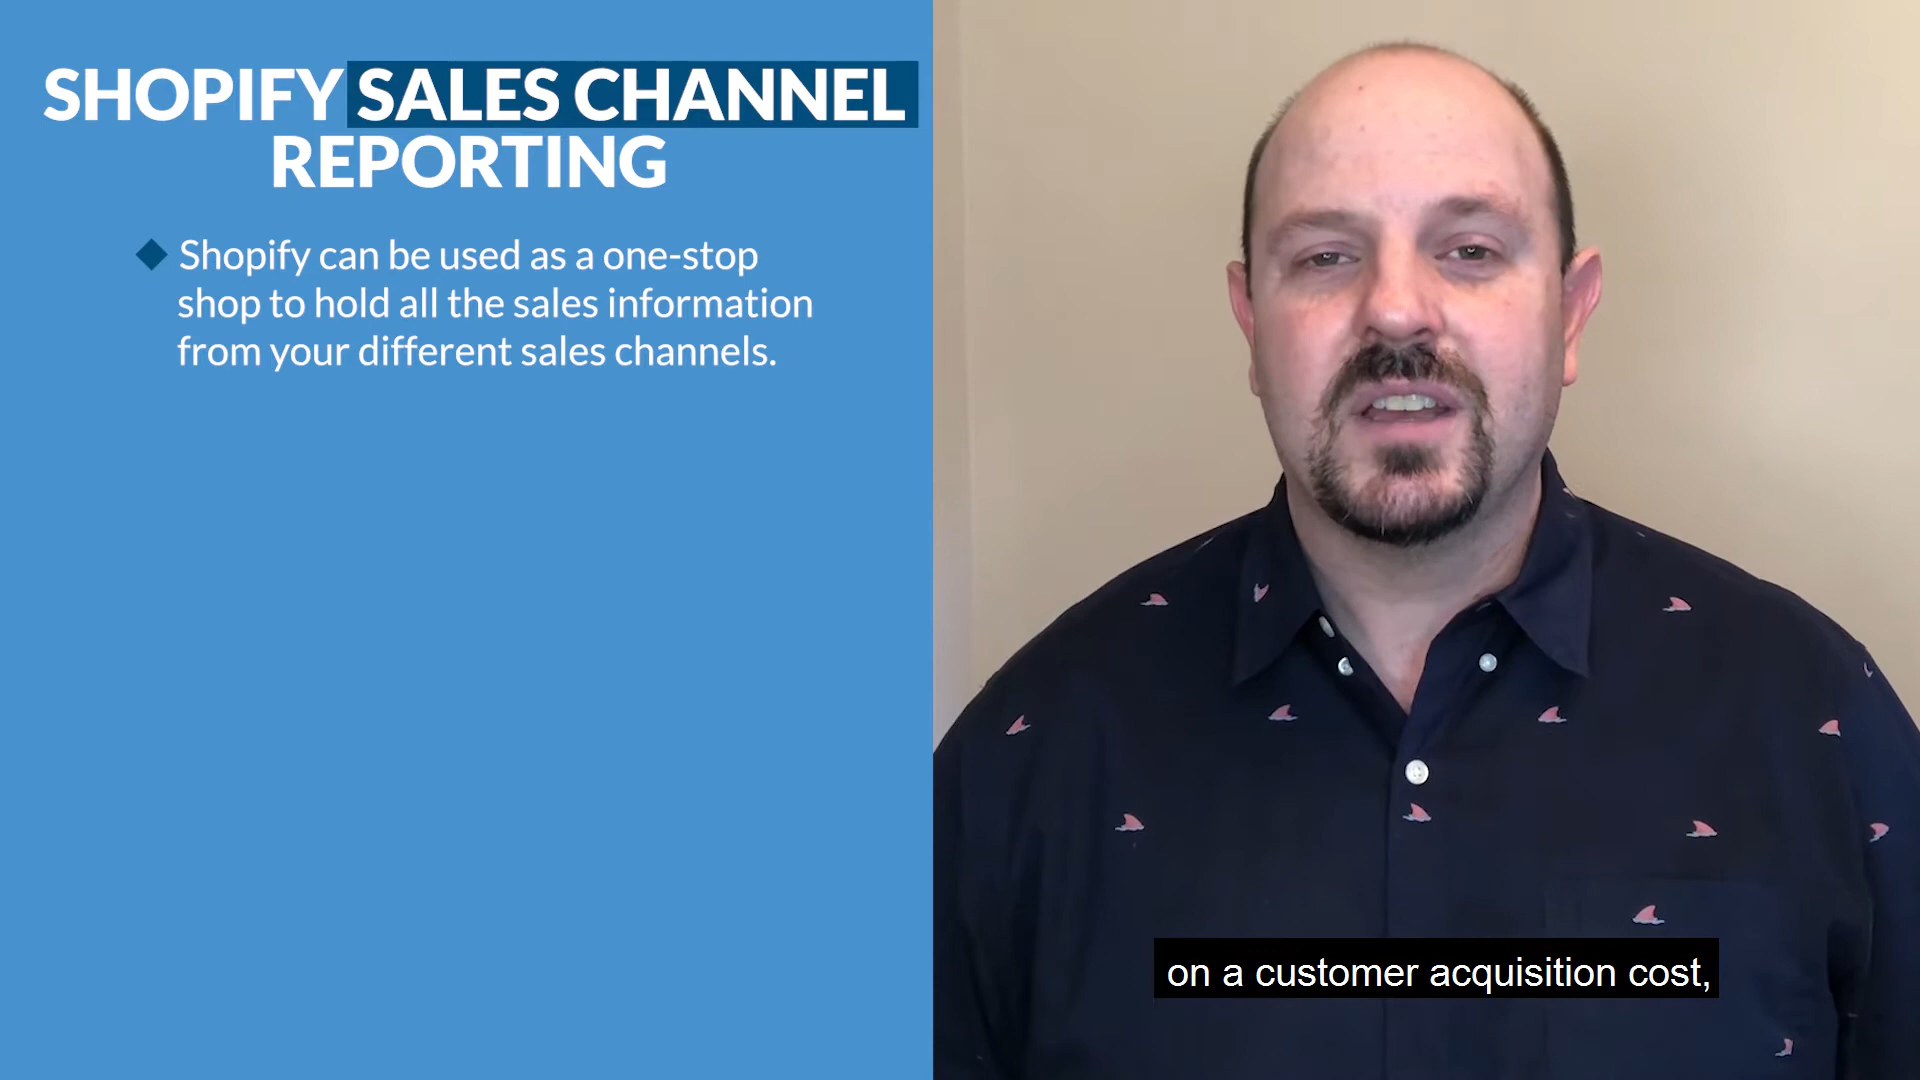 SHOPIFY SALES CHANNEL
REPORTING
Shopify can be used as a one-stop
shop to hold all the sales information
from your different sales channels.
on a customer acquisition cost,